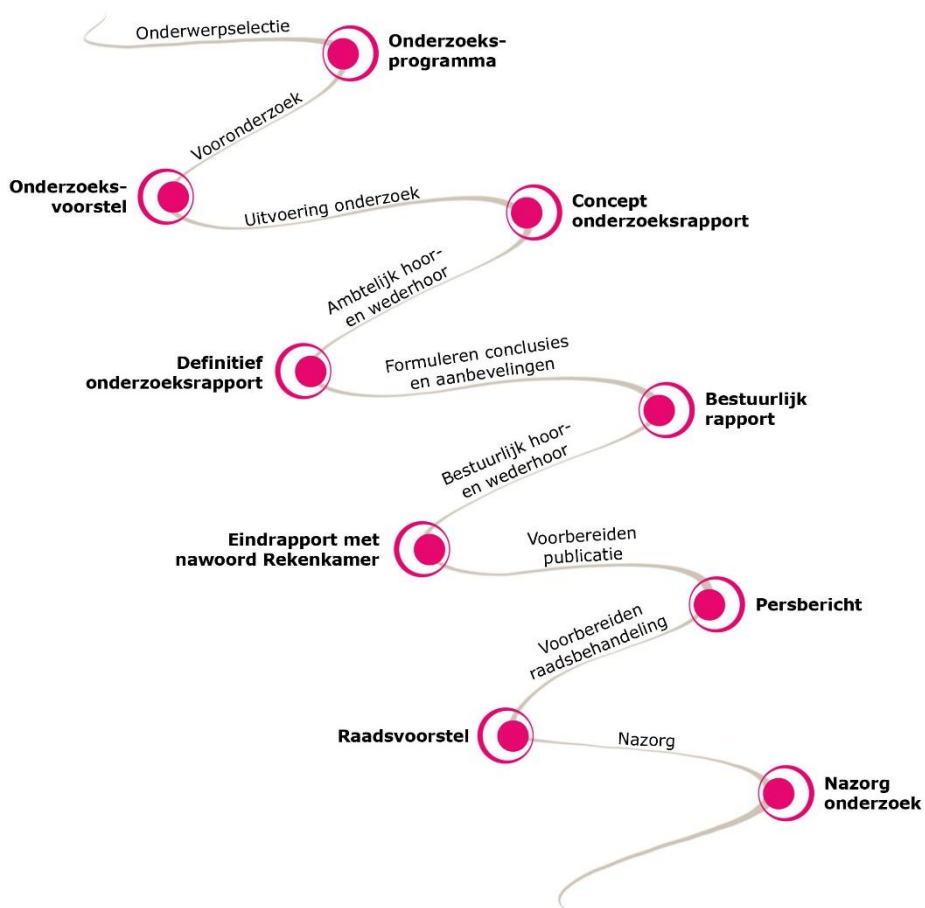 Onderwerpselectie
Onderzoeks-
programma
Vooronderzoek
Onderzoeks-
voorstel
Uitvoering onderzoek
Concept
onderzoeksrapport
Ambtelijk hoor-
en wederhoor
Definitief
onderzoeksrapport
Formuleren conclusies
en aanbevelingen
Bestuurlijk
rapport
Bestuurlijk hoor-
en wederhoor
Eindrapport met
nawoord Rekenkamer
Voorbereiden
publicatie
Persbericht
Voorbereiden
raadsbehandeling
Raadsvoorstel
Nazorg
Nazorg
onderzoek